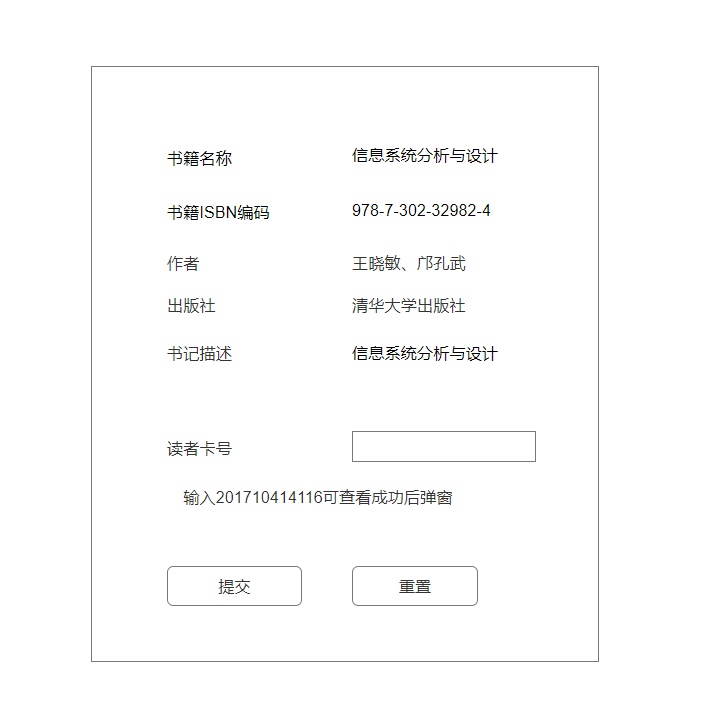 书籍名称 信息系统分析与设计
书籍ISBN编码 978-7-302-32982-4
作者 王晓敏、邝孔武
出版社 清华大学出版社
书记描述 信息系统分析与设计
读者卡号
输入201710414116可查看成功后弹窗
提交 重置